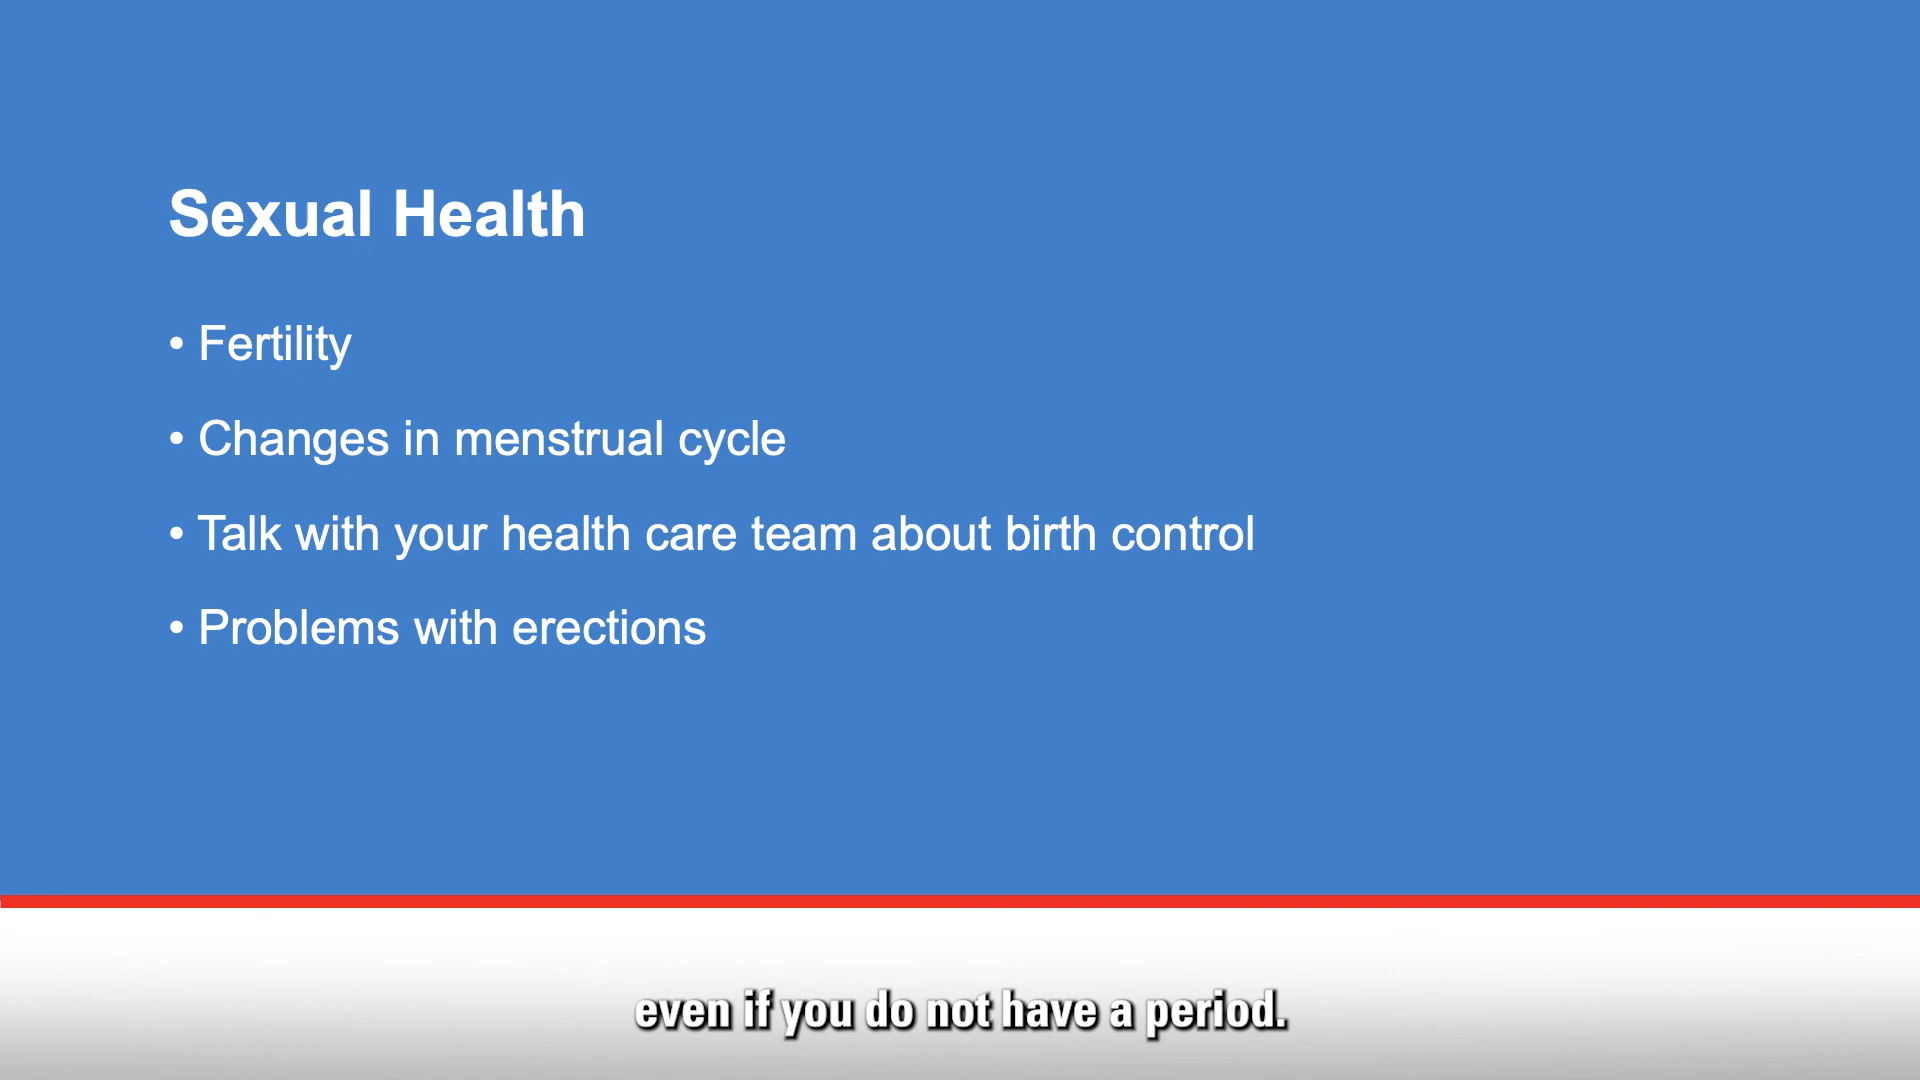 Sexual Health
• Fertility
• Changes in menstrual cycle
• Talk with your health care team about birth control
• Problems with erections
even if you do not have a period.